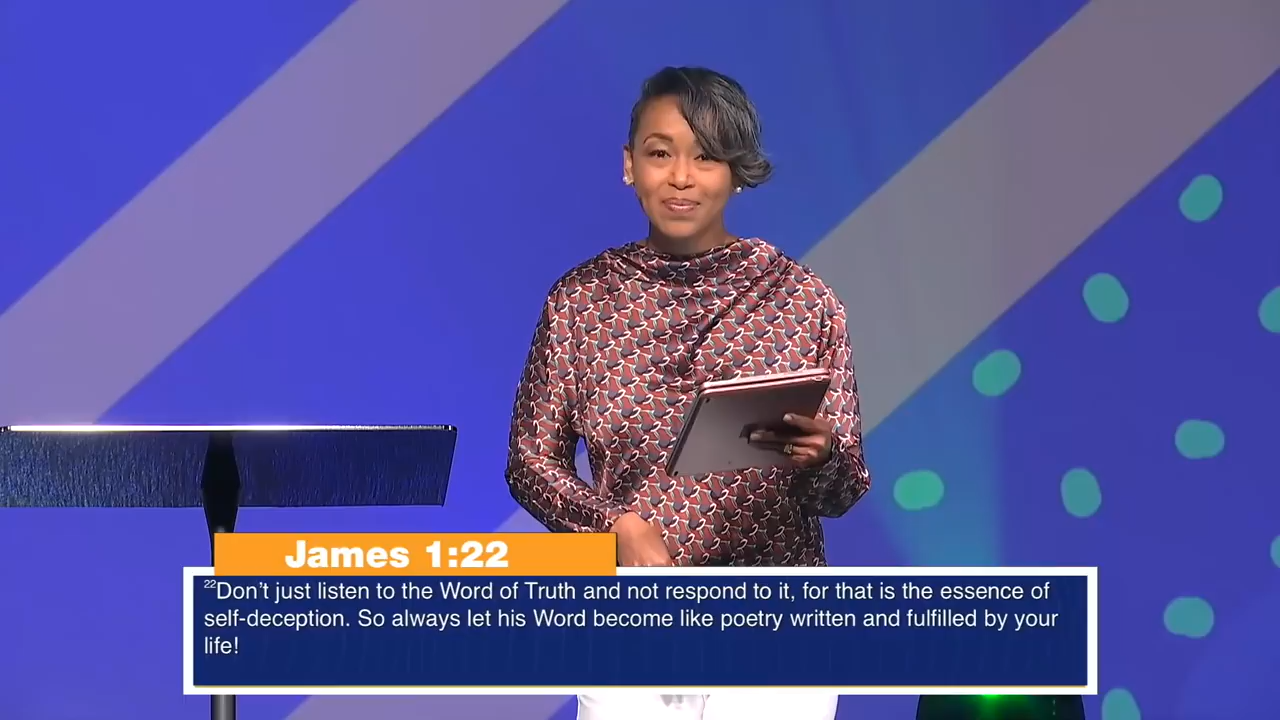 James 1:22
²²Don't just listen to the Word of Truth and not respond to it, for that is the essence of
self-deception. So always let his Word become like poetry written and fulfilled by your
life!